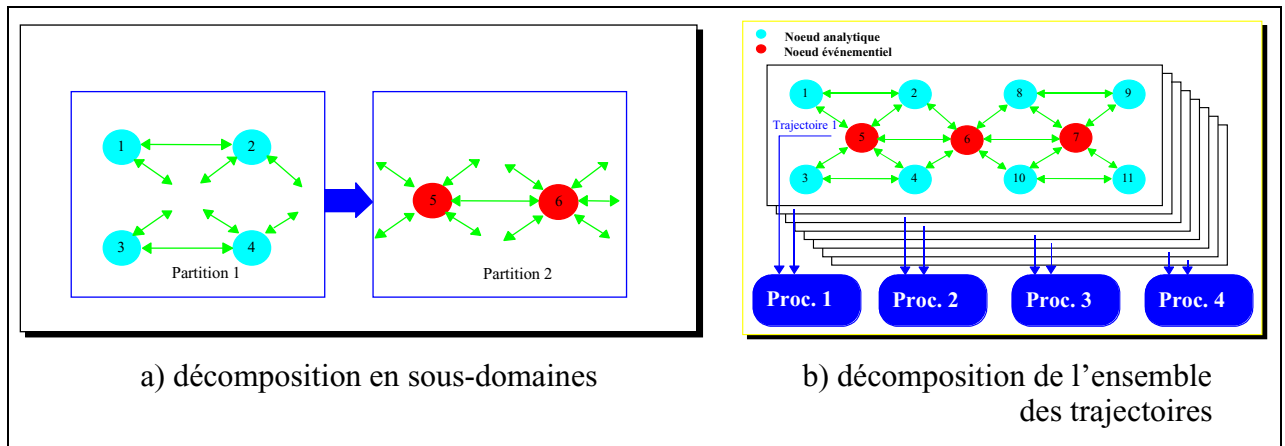 1
2
3
4
Partition 1
5
6
Partition 2
a) décomposition en sous-domaines
Noeud analytique
Noeud événementiel
1
2
8
9
Trajectoire 1
5
6
7
3
4
10
11
Proc. 1
Proc. 2
Proc. 3
Proc. 4
b) décomposition de l’ensemble
des trajectoires